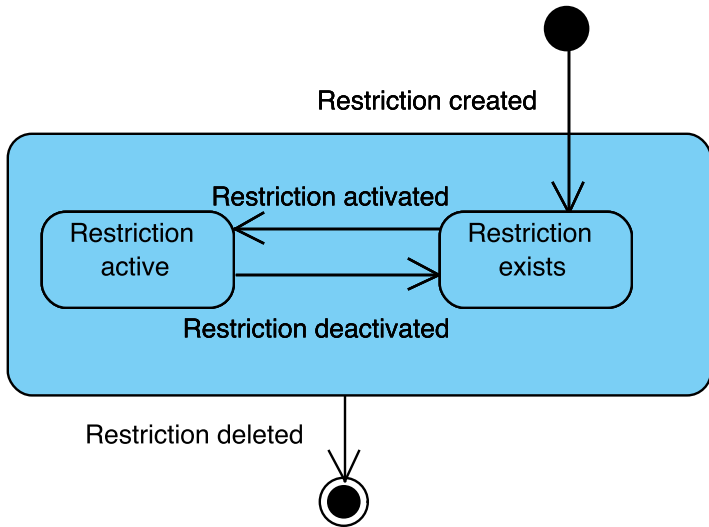 Restriction created
Restriction activated
Restriction
active
Restriction
exists
Restriction deactivated
Restriction deleted